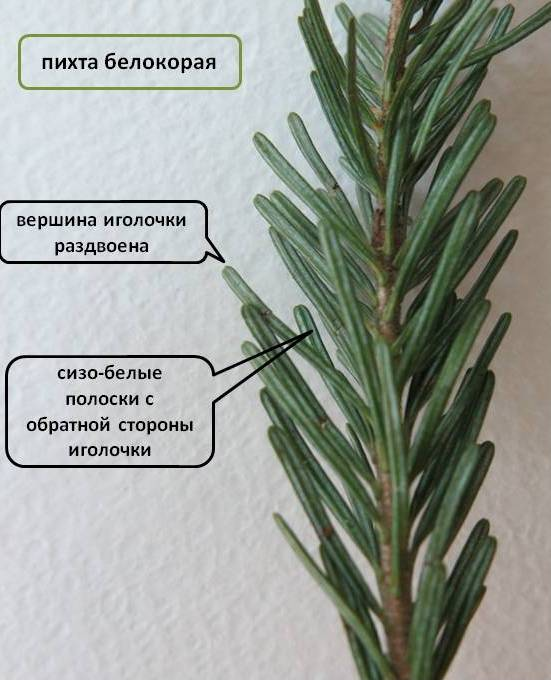 пихта белокорая
вершина иголочки
раздвоена
сизо-белые
полоски с
обратной стороны
иголочки